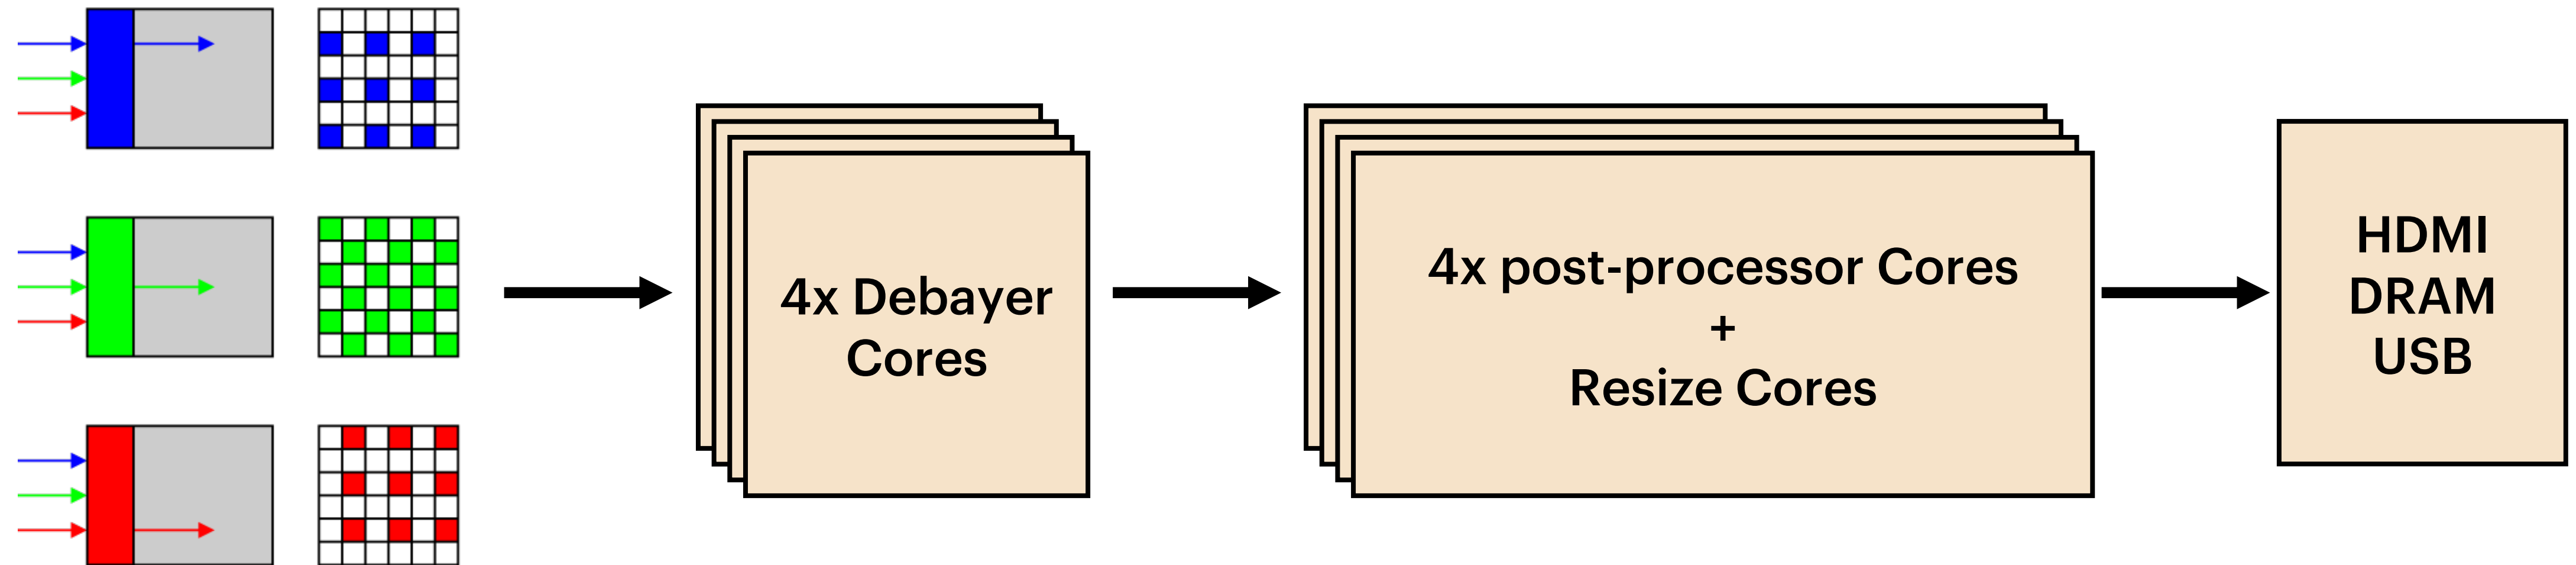 4x Debayer
Cores
4x post-processor Cores
+
Resize Cores
HDMI
DRAM
USB